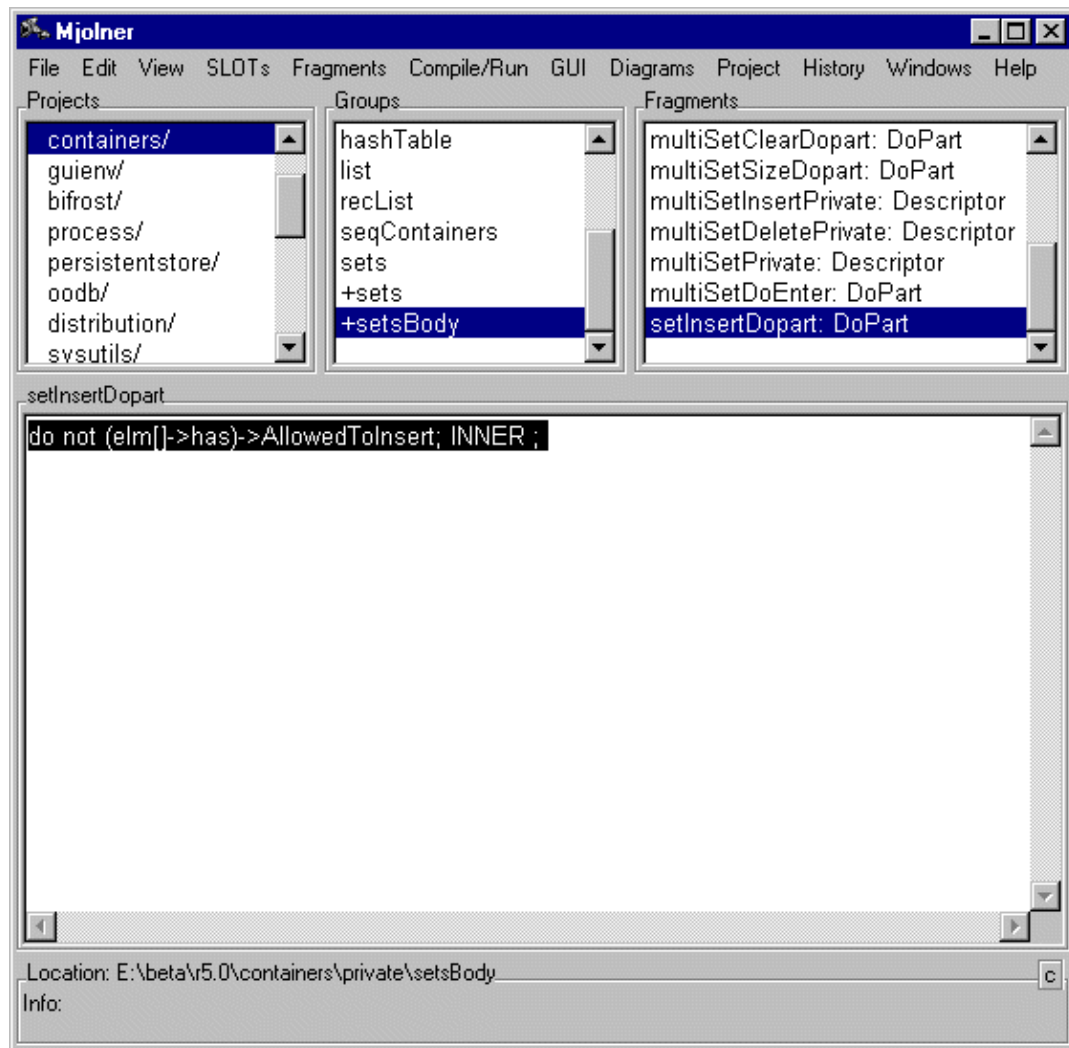 Mjolner
File Edit View SLOTs Fragments Compile/Run GUI Diagrams Project History Windows Help
Projects
containers/
guienv/
bifrost/
process/
persistentstore/
oodb/
distribution/
sysutils/
Groups
hashTable
list
recList
seqContainers
sets
+sets
+setsBody
Fragments
multiSetClearDopart: DoPart
multiSetSizeDopart: DoPart
multiSetInsertPrivate: Descriptor
multiSetDeletePrivate: Descriptor
multiSetPrivate: Descriptor
multiSetDoEnter: DoPart
setInsertDopart: DoPart
setInsertDopart
do not (elm[]->has)->AllowedToInsert; INNER ;
Location: E:\beta\r5.0\containers\private\setsBody
c
Info: